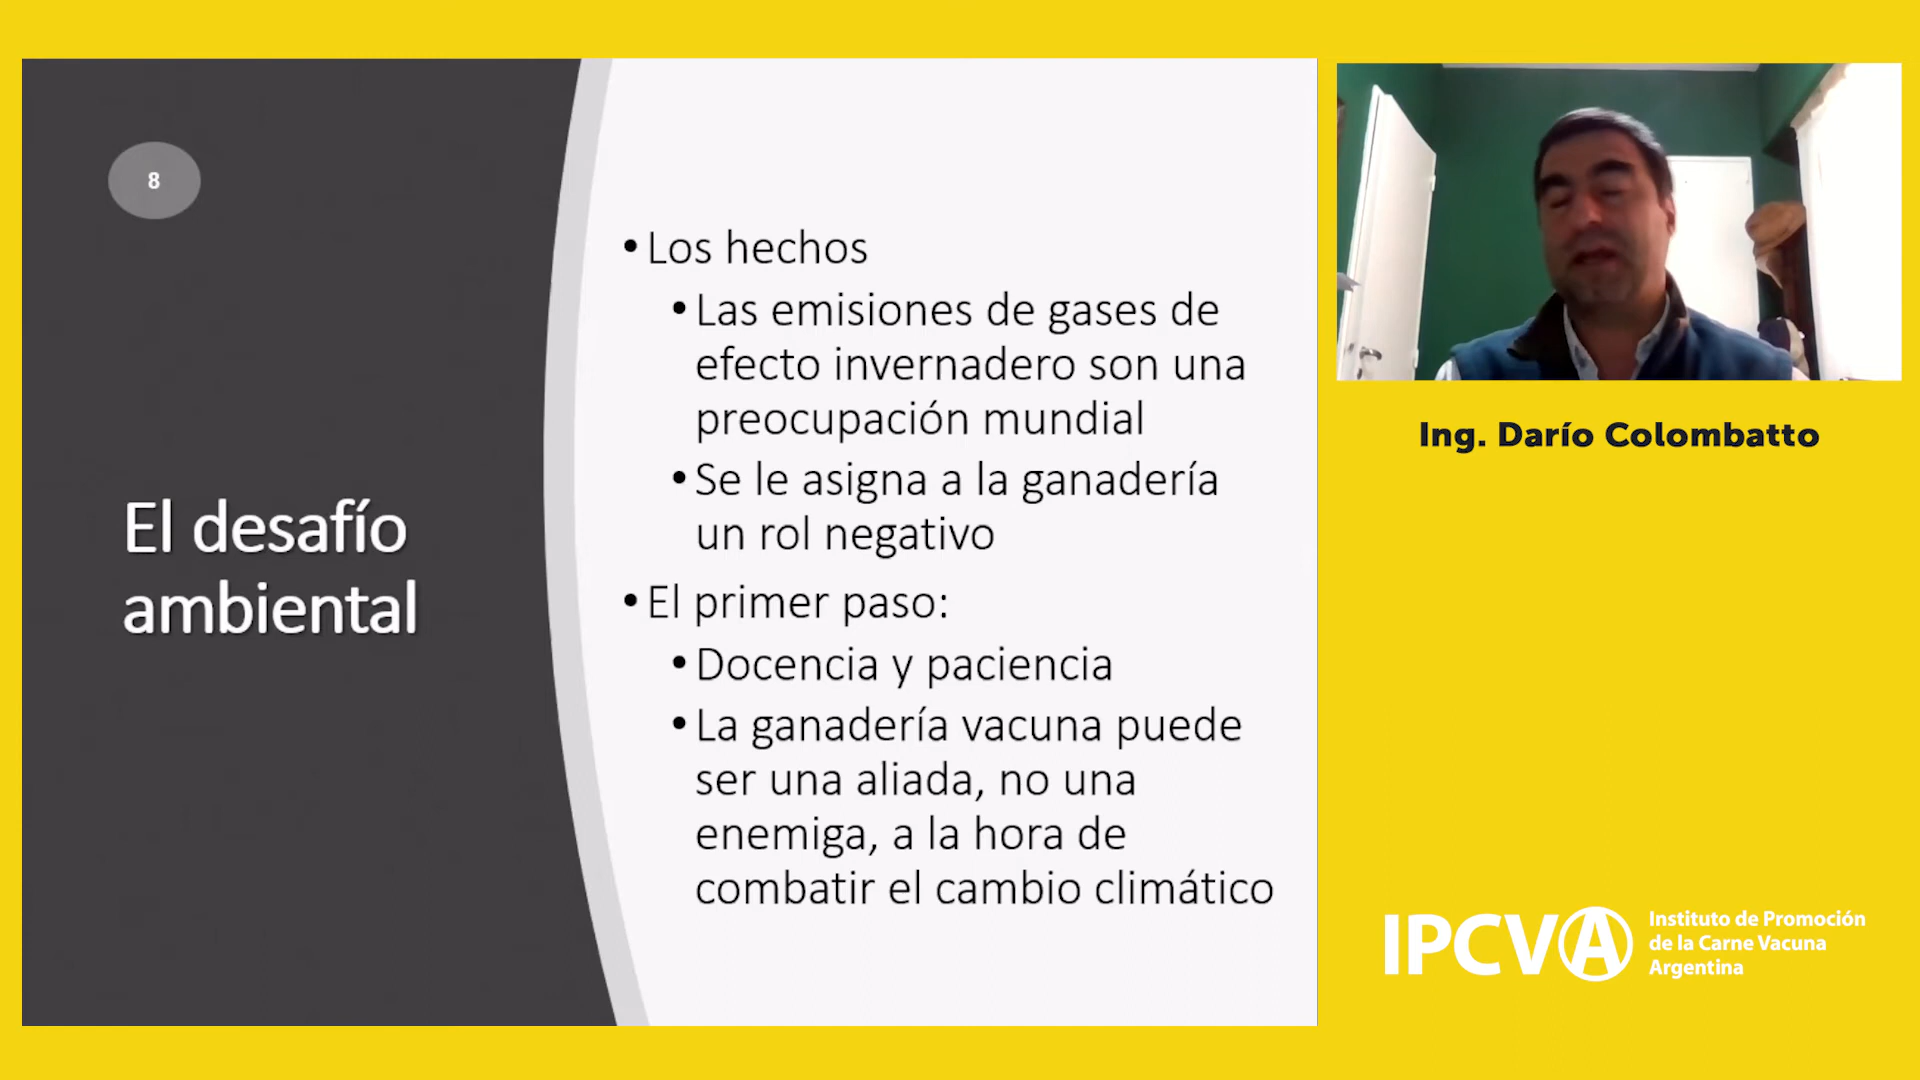 8
El desafío
ambiental
• Los hechos
• Las emisiones de gases de
efecto invernadero son una
preocupación mundial
• Se le asigna a la ganadería
un rol negativo
• El primer paso:
• Docencia y paciencia
• La ganadería vacuna puede
ser una aliada, no una
enemiga, a la hora de
combatir el cambio climático
Ing. Darío Colombatto
IPCVA
Instituto de Promoción
de la Carne Vacuna
Argentina